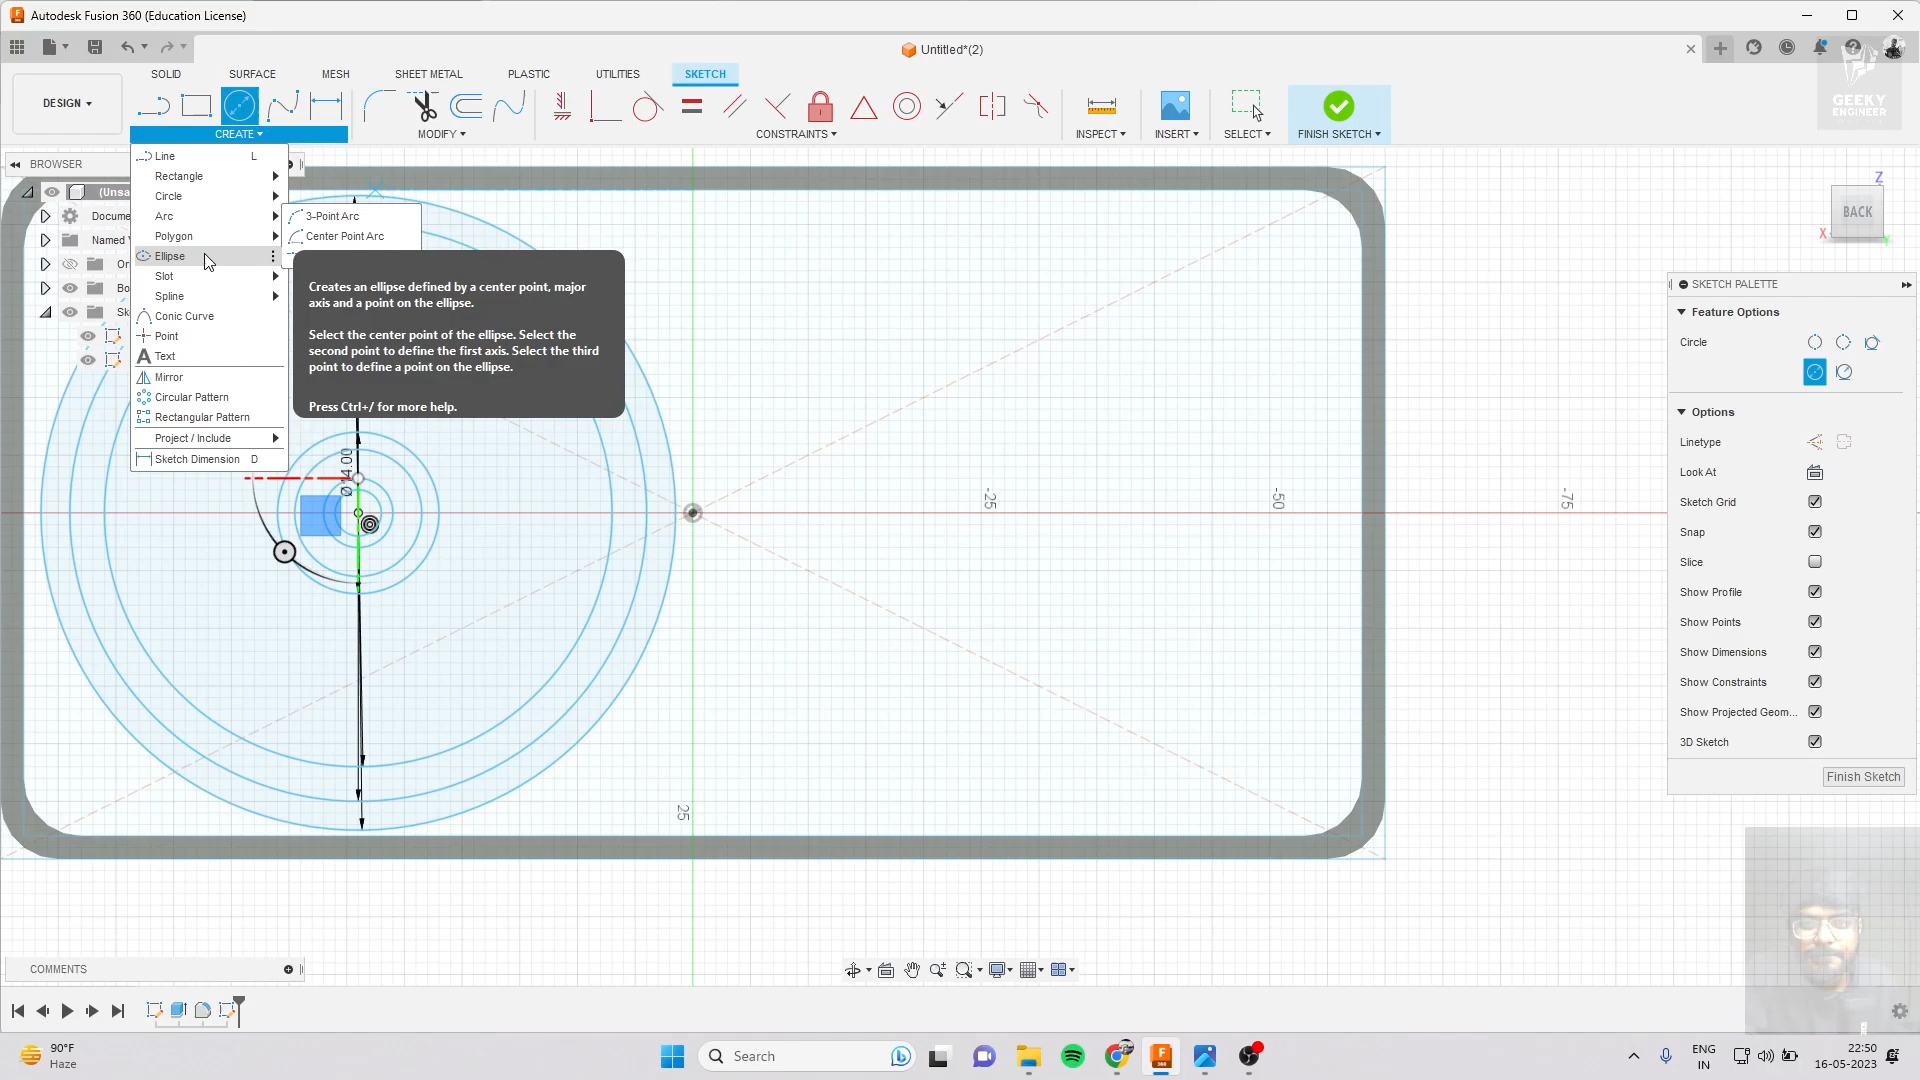 Autodesk Fusion 360 (Education License)
Untitled*(2)
SOLID SURFACE MESH SHEET METAL PLASTIC UTILITIES SKETCH
DESIGN
CREATE MODIFY CONSTRAINTS INSPECT INSERT SELECT FINISH SKETCH
GEEKY
ENGINEER
BROWSER
(Unsa
Docume
Named
Or
Bo
Sk
Line L
Rectangle
Circle
Arc
Polygon
Ellipse
Slot
Spline
Conic Curve
Point
Text
Mirror
Circular Pattern
Rectangular Pattern
Project / Include
Sketch Dimension D
3-Point Arc
Center Point Arc
Creates an ellipse defined by a center point, major
axis and a point on the ellipse.
Select the center point of the ellipse. Select the
second point to define the first axis. Select the third
point to define a point on the ellipse.
Press Ctrl+/ for more help.
-25
-50
-75
25
Z
BACK
X
Y
SKETCH PALETTE
Feature Options
Circle
Options
Linetype
Look At
Sketch Grid
Snap
Slice
Show Profile
Show Points
Show Dimensions
Show Constraints
Show Projected Geom...
3D Sketch
Finish Sketch
COMMENTS
90°F
Haze
Search
ENG
IN
22:50
16-05-2023